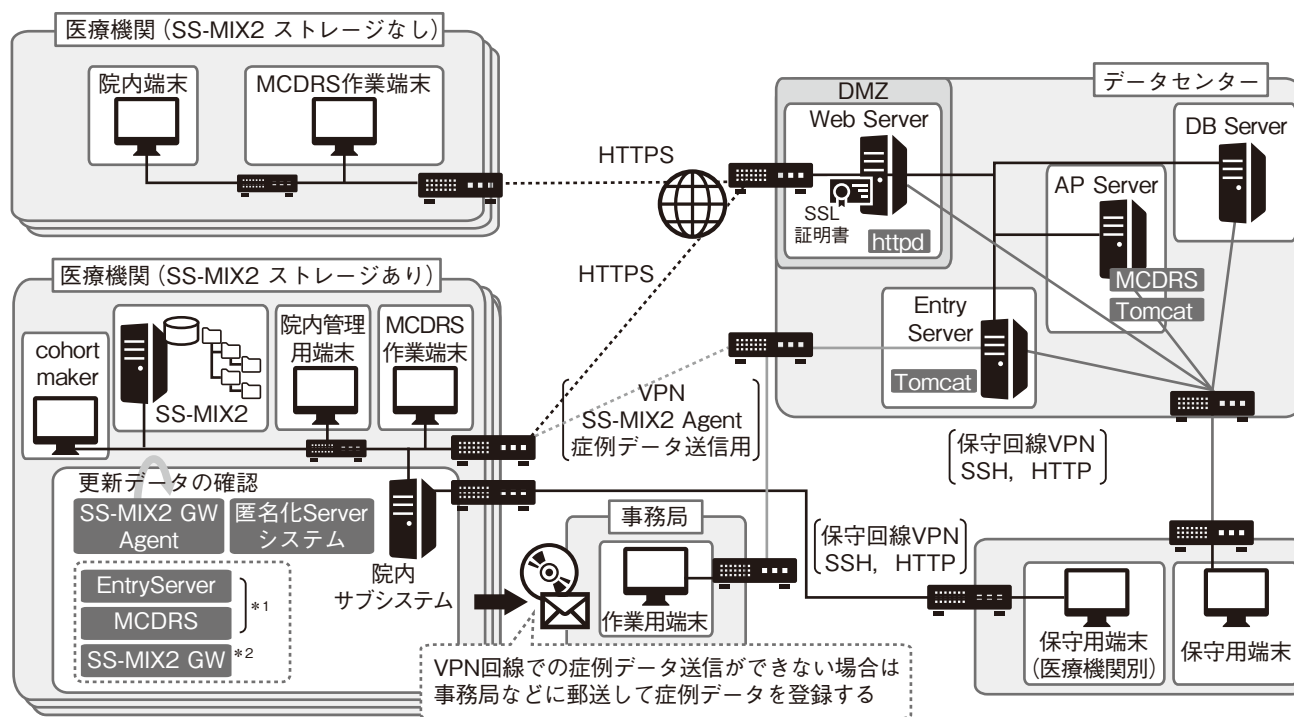 医療機関（SS-MIX2 ストレージなし）
院内端末
MCDRS作業端末
HTTPS
HTTPS
データセンター
DMZ
Web Server
SSL
証明書
httpd
DB Server
AP Server
MCDRS
Tomcat
Entry
Server
Tomcat
医療機関（SS-MIX2 ストレージあり）
cohort
maker
SS-MIX2
院内管理
用端末
MCDRS
作業端末
VPN
SS-MIX2 Agent
症例データ送信用
保守回線VPN
SSH, HTTP
更新データの確認
SS-MIX2 GW
Agent
匿名化Server
システム
EntryServer
MCDRS
*1
SS-MIX2 GW
*2
院内
サブシステム
事務局
作業用端末
保守回線VPN
SSH, HTTP
保守用端末
（医療機関別）
保守用端末
VPN回線での症例データ送信ができない場合は
事務局などに郵送して症例データを登録する